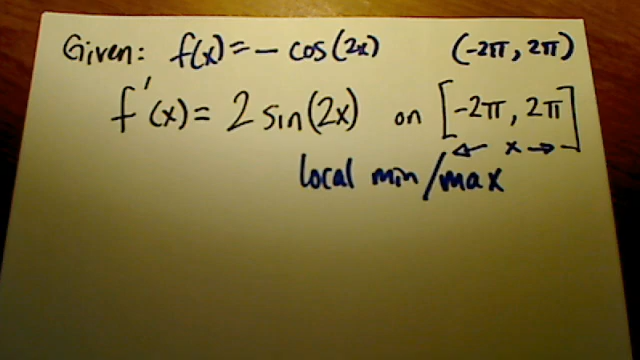 Given: f(x) = - cos(2x) (-2π, 2π)
f'(x) = 2 sin(2x) on [-2π, 2π]
← x →
local min/max